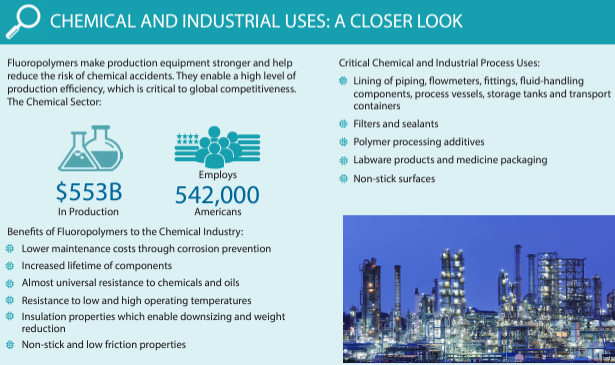 CHEMICAL AND INDUSTRIAL USES: A CLOSER LOOK
Fluoropolymers make production equipment stronger and help
reduce the risk of chemical accidents. They enable a high level of
production efficiency, which is critical to global competitiveness.
The Chemical Sector:
$553B
In Production
Employs
542,000
Americans
Benefits of Fluoropolymers to the Chemical Industry:
Lower maintenance costs through corrosion prevention
Increased lifetime of components
Almost universal resistance to chemicals and oils
Resistance to low and high operating temperatures
Insulation properties which enable downsizing and weight
reduction
Non-stick and low friction properties
Critical Chemical and Industrial Process Uses:
Lining of piping, flowmeters, fittings, fluid-handling
components, process vessels, storage tanks and transport
containers
Filters and sealants
Polymer processing additives
Labware products and medicine packaging
Non-stick surfaces